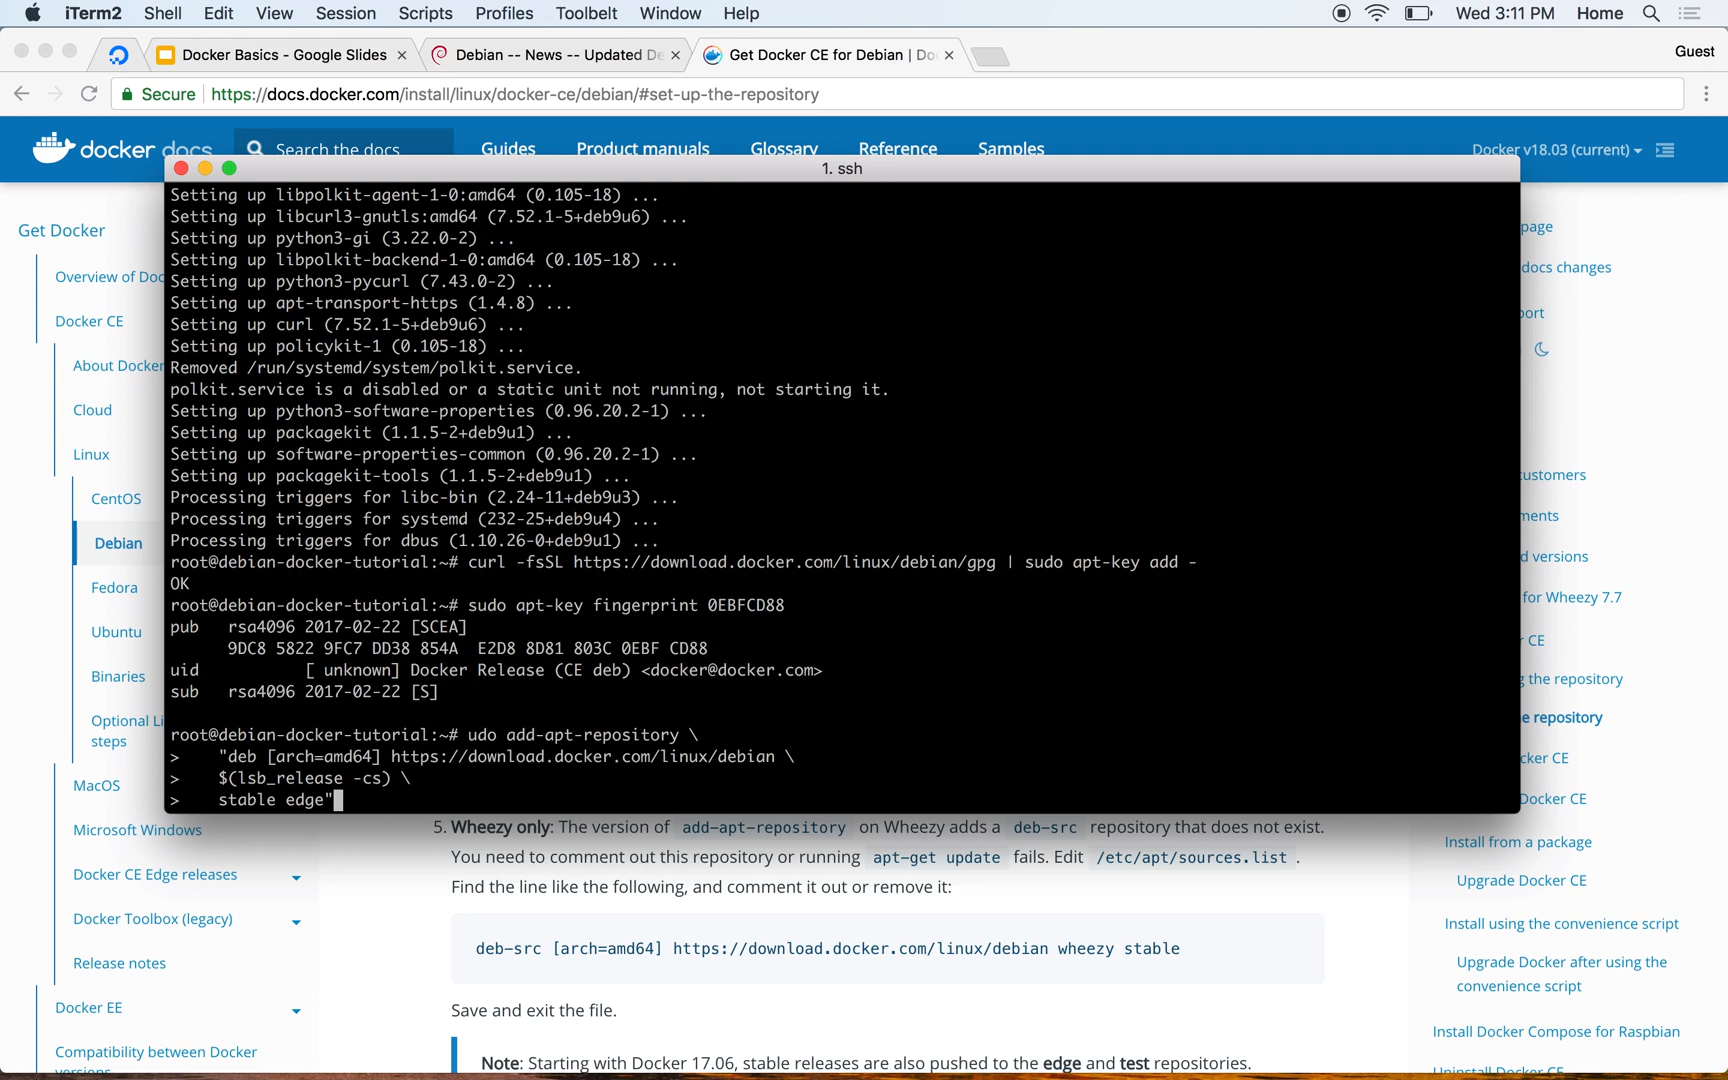 iTerm2 Shell Edit View Session Scripts Profiles Toolbelt Window Help Wed 3:11 PM Home
Docker Basics - Google Slides
Debian -- News -- Updated De
Get Docker CE for Debian | Do
Guest
Secure https://docs.docker.com/install/linux/docker-ce/debian/#set-up-the-repository
docker docs Search the docs Guides Product manuals Glossary Reference Samples Docker v18.03 (current)
1. ssh
Setting up libpolkit-agent-1-0:amd64 (0.105-18) ...
Setting up libcurl3-gnutls:amd64 (7.52.1-5+deb9u6) ...
Setting up python3-gi (3.22.0-2) ...
Setting up libpolkit-backend-1-0:amd64 (0.105-18) ...
Setting up python3-pycurl (7.43.0-2) ...
Setting up apt-transport-https (1.4.8) ...
Setting up curl (7.52.1-5+deb9u6) ...
Setting up policykit-1 (0.105-18) ...
Removed /run/systemd/system/polkit.service.
polkit.service is a disabled or a static unit not running, not starting it.
Setting up python3-software-properties (0.96.20.2-1) ...
Setting up packagekit (1.1.5-2+deb9u1) ...
Setting up software-properties-common (0.96.20.2-1) ...
Setting up packagekit-tools (1.1.5-2+deb9u1) ...
Processing triggers for libc-bin (2.24-11+deb9u3) ...
Processing triggers for systemd (232-25+deb9u4) ...
Processing triggers for dbus (1.10.26-0+deb9u1) ...
root@debian-docker-tutorial:~# curl -fsSL https://download.docker.com/linux/debian/gpg | sudo apt-key add -
OK
root@debian-docker-tutorial:~# sudo apt-key fingerprint 0EBFCD88
pub   rsa4096 2017-02-22 [SCEA]
      9DC8 5822 9FC7 DD38 854A  E2D8 8D81 803C 0EBF CD88
uid           [ unknown] Docker Release (CE deb) <docker@docker.com>
sub   rsa4096 2017-02-22 [S]
root@debian-docker-tutorial:~# udo add-apt-repository \
>    "deb [arch=amd64] https://download.docker.com/linux/debian \
>    $(lsb_release -cs) \
>    stable edge"
Get Docker
Overview of Doc
Docker CE
About Docker
Cloud
Linux
CentOS
Debian
Fedora
Ubuntu
Binaries
Optional Li
steps
MacOS
Microsoft Windows
Docker CE Edge releases
Docker Toolbox (legacy)
Release notes
Docker EE
Compatibility between Docker
versions
5. Wheezy only: The version of add-apt-repository on Wheezy adds a deb-src repository that does not exist.
You need to comment out this repository or running apt-get update fails. Edit /etc/apt/sources.list .
Find the line like the following, and comment it out or remove it:
deb-src [arch=amd64] https://download.docker.com/linux/debian wheezy stable
Save and exit the file.
Note: Starting with Docker 17.06, stable releases are also pushed to the edge and test repositories.
page
docs changes
port
customers
ments
d versions
for Wheezy 7.7
r CE
g the repository
e repository
ker CE
Docker CE
Install from a package
Upgrade Docker CE
Install using the convenience script
Upgrade Docker after using the
convenience script
Install Docker Compose for Raspbian
Uninstall Docker CE